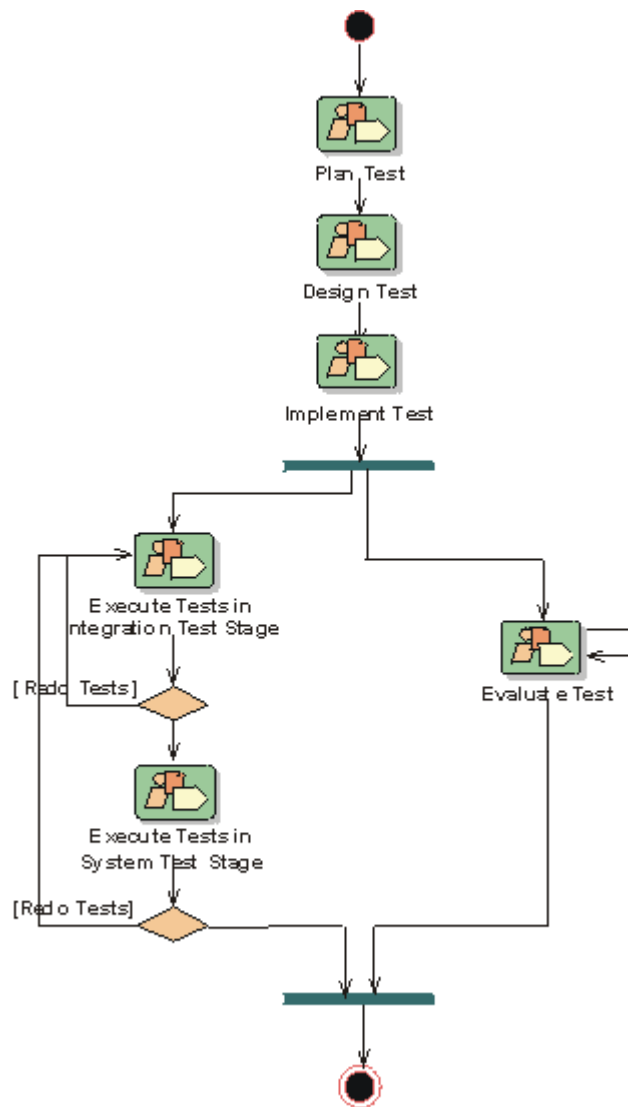 Plan Test
Design Test
Implement Test
Execute Tests in
ntegration Test Stage
[Redo Tests]
Evaluate Test
Execute Tests in
System Test Stage
[Redo Tests]